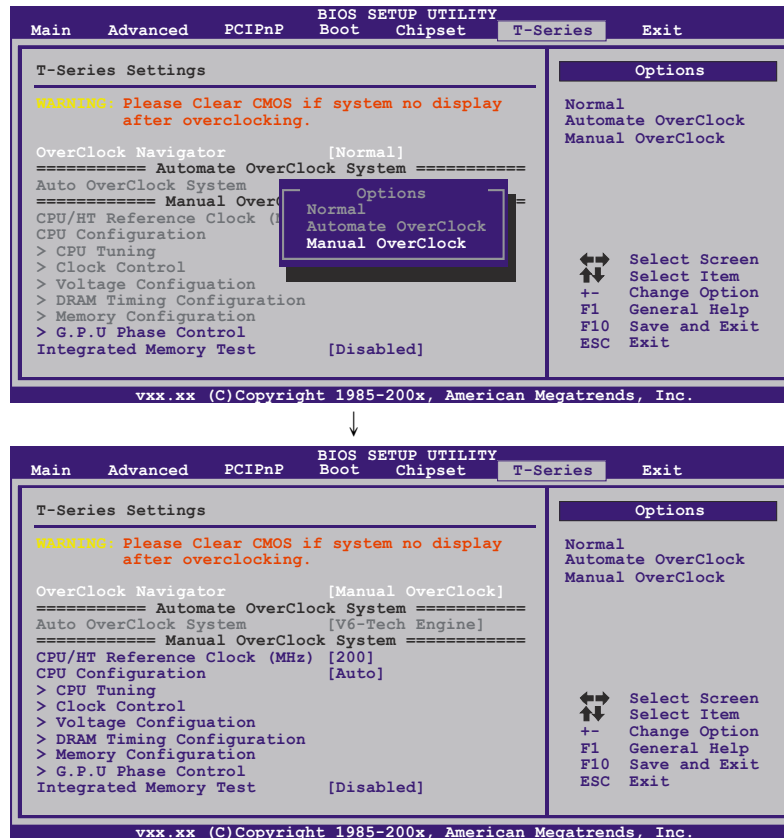 BIOS SETUP UTILITY
Main Advanced PCIPnP Boot Chipset T-Series Exit
T-Series Settings
WARNING: Please Clear CMOS if system no display
after overclocking.
OverClock Navigator [Normal]
=========== Automate OverClock System ===========
Auto OverClock System
============ Manual Over =
CPU/HT Reference Clock (
CPU Configuration
> CPU Tuning
> Clock Control
> Voltage Configuation
> DRAM Timing Configuration
> Memory Configuration
> G.P.U Phase Control
Integrated Memory Test [Disabled]
Options
Normal
Automate OverClock
Manual OverClock
Options
Normal
Automate OverClock
Manual OverClock
Select Screen
Select Item
+- Change Option
F1 General Help
F10 Save and Exit
ESC Exit
vxx.xx (C)Copyright 1985-200x, American Megatrends, Inc.
↓
BIOS SETUP UTILITY
Main Advanced PCIPnP Boot Chipset T-Series Exit
T-Series Settings
WARNING: Please Clear CMOS if system no display
after overclocking.
OverClock Navigator [Manual OverClock]
=========== Automate OverClock System ===========
Auto OverClock System [V6-Tech Engine]
============ Manual OverClock System ============
CPU/HT Reference Clock (MHz) [200]
CPU Configuration [Auto]
> CPU Tuning
> Clock Control
> Voltage Configuation
> DRAM Timing Configuration
> Memory Configuration
> G.P.U Phase Control
Integrated Memory Test [Disabled]
Options
Normal
Automate OverClock
Manual OverClock
Select Screen
Select Item
+- Change Option
F1 General Help
F10 Save and Exit
ESC Exit
vxx.xx (C)Copyright 1985-200x, American Megatrends, Inc.